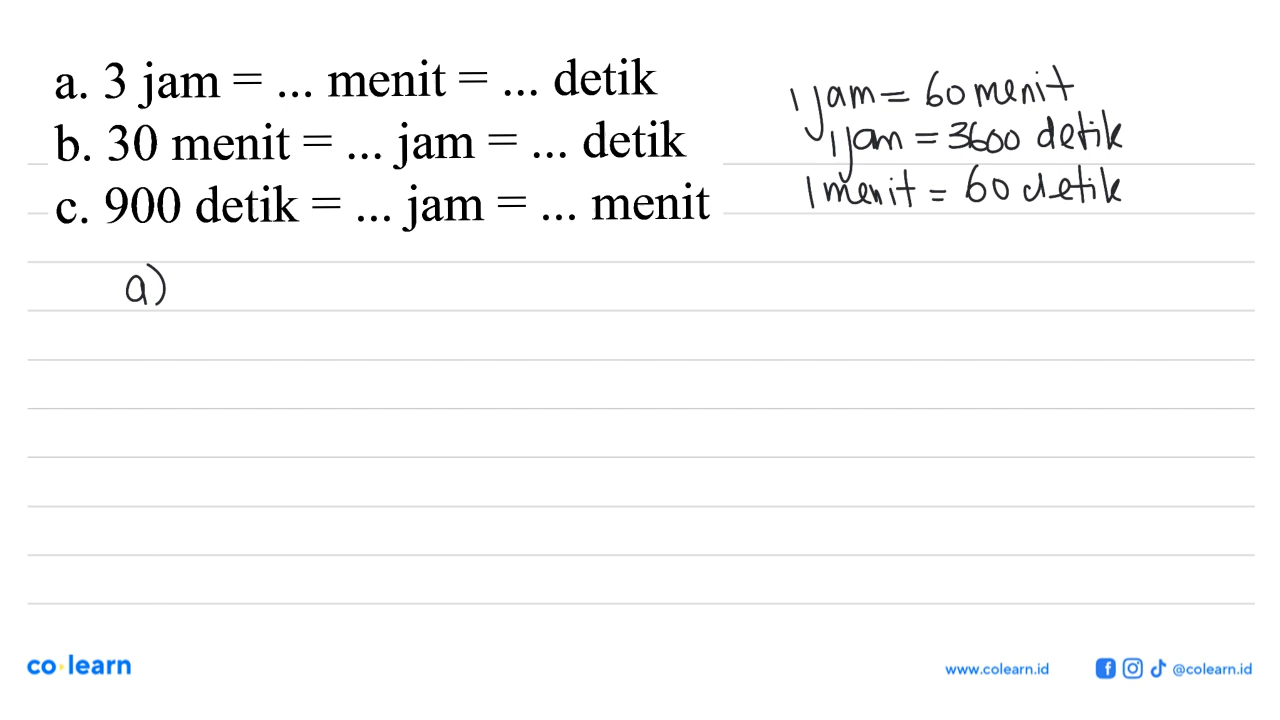 a. 3 jam = ... menit = ... detik
b. 30 menit = ... jam = ... detik
c. 900 detik = ... jam = ... menit
1 jam = 60 menit
1 jam = 3600 detik
1 menit = 60 detik
a)
co learn
www.colearn.id @colearn.id